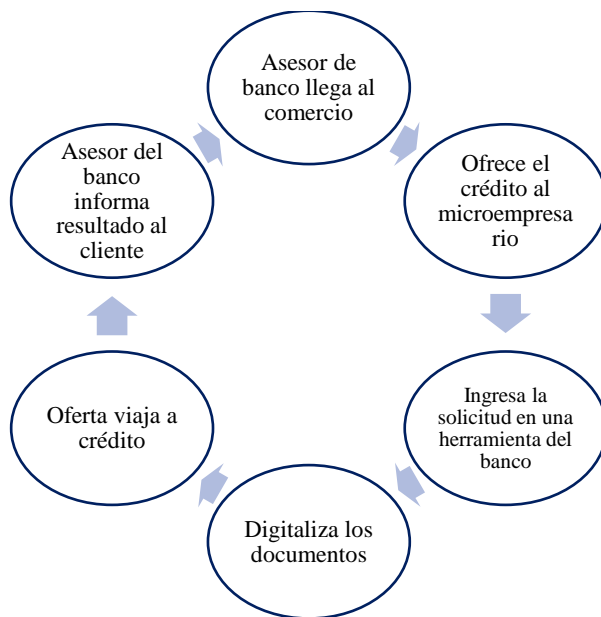 Asesor de
banco llega al
comercio
Ofrece el
crédito al
microempresa
rio
Ingresa la
solicitud en una
herramienta del
banco
Digitaliza los
documentos
Oferta viaja a
crédito
Asesor del
banco
informa
resultado al
cliente